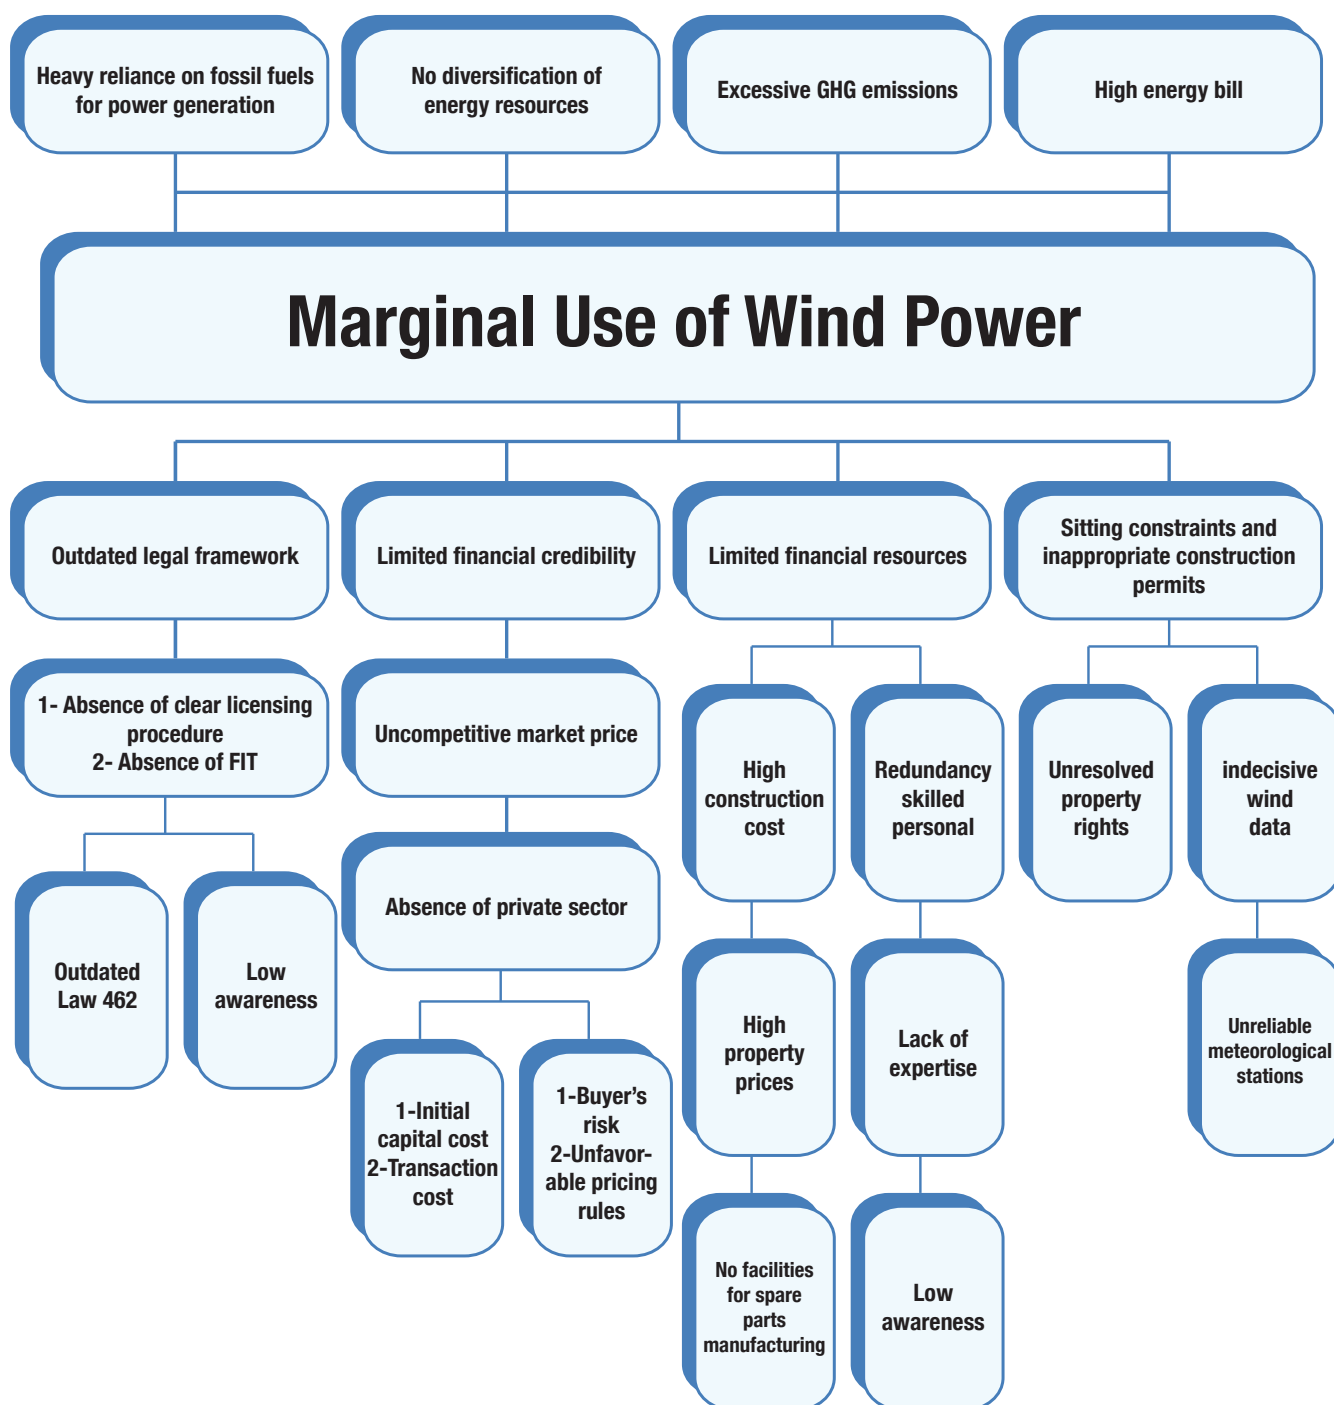 Heavy reliance on fossil fuels
for power generation
No diversification of
energy resources
Excessive GHG emissions
High energy bill
Marginal Use of Wind Power
Outdated legal framework
Limited financial credibility
Limited financial resources
Sitting constraints and
inappropriate construction
permits
1- Absence of clear licensing
procedure
2- Absence of FIT
Uncompetitive market price
High
construction
cost
Redundancy
skilled
personal
Unresolved
property
rights
indecisive
wind
data
Outdated
Law 462
Low
awareness
Absence of private sector
High
property
prices
Lack of
expertise
Unreliable
meteorological
stations
1-Initial
capital cost
2-Transaction
cost
1-Buyer's
risk
2-Unfavor-
able pricing
rules
No facilities
for spare
parts
manufacturing
Low
awareness